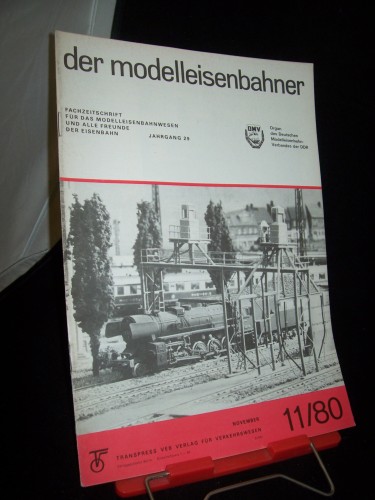 der modelleisenbahner
FACHZEITSCHRIFT
FÜR DAS MODELLEISENBAHNWESEN
UND ALLE FREUNDE
DER EISENBAHN
JAHRGANG 29
DMV
Organ
des Deutschen
Modelleisenbahn-
Verbandes der DDR
NOVEMBER
11/80
TRANSPRESS VEB VERLAG FÜR VERKEHRSWESEN